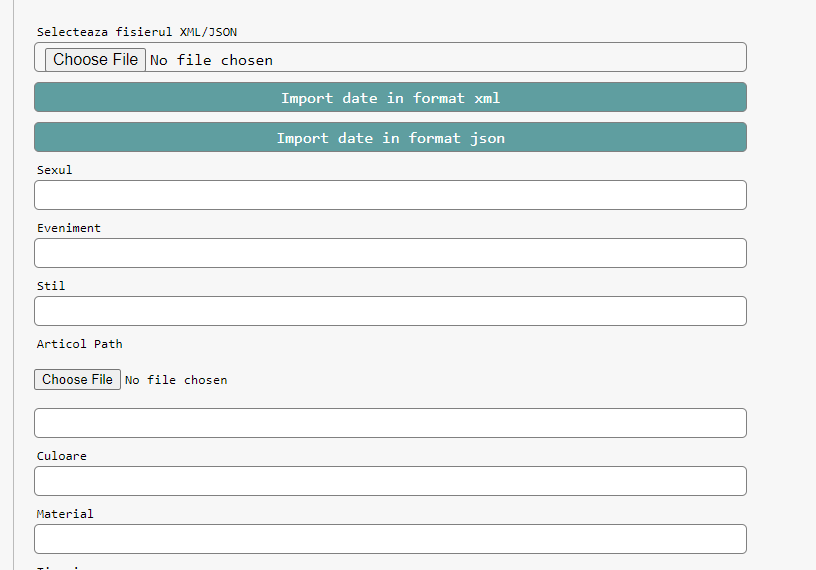 Selecteaza fisierul XML/JSON
Choose File No file chosen
Import date in format xml
Import date in format json
Sexul
Eveniment
Stil
Articol Path
Choose File No file chosen
Culoare
Material